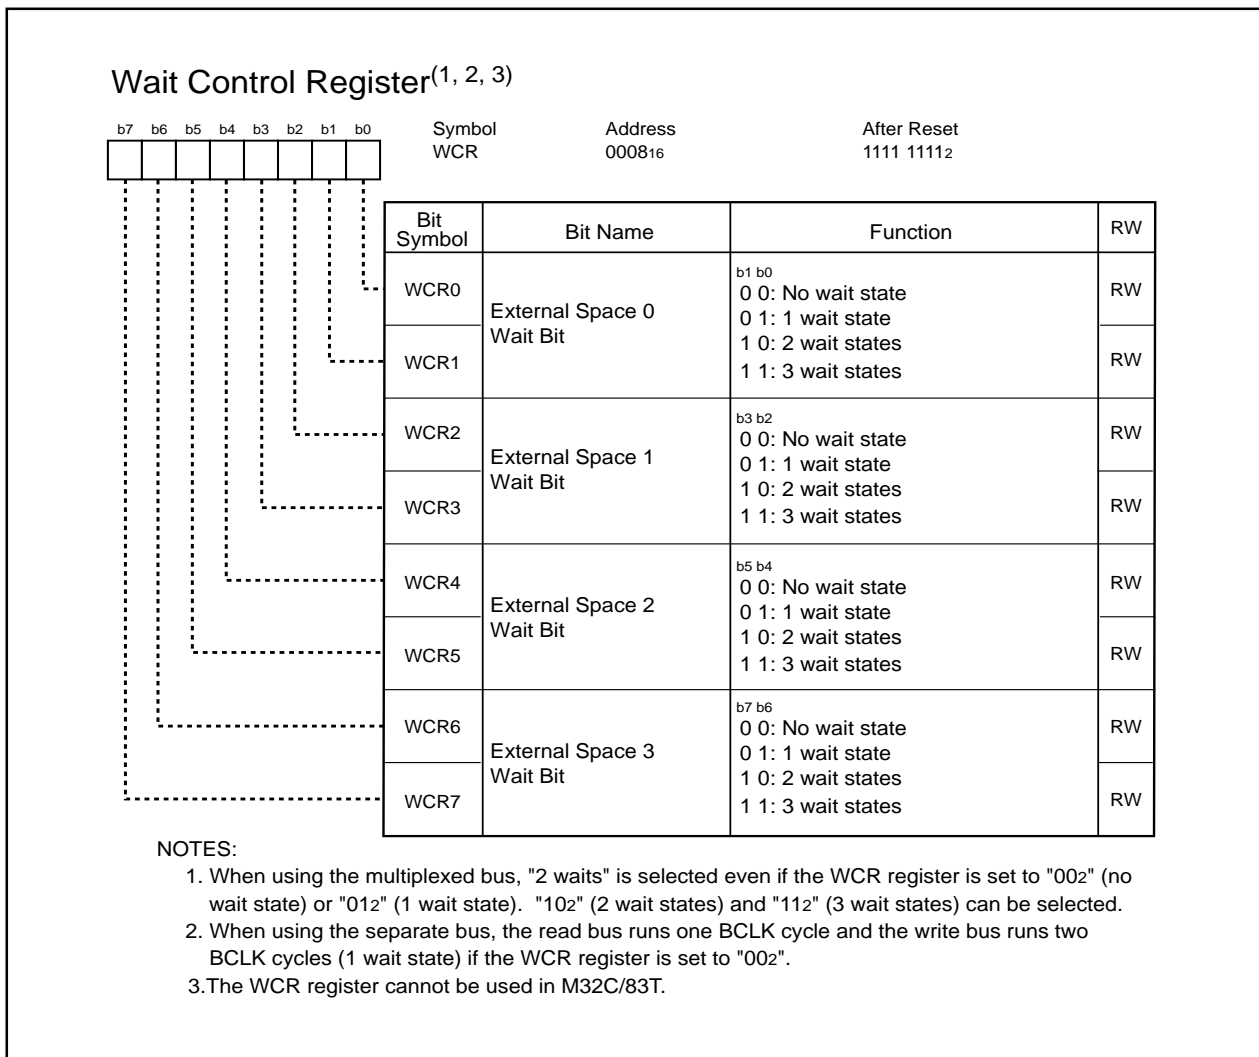 Wait Control Register(1, 2, 3)
b7 b6 b5 b4 b3 b2 b1 b0
Symbol Address After Reset
WCR 000816 1111 11112
Bit Symbol Bit Name Function RW
WCR0 RW
WCR1 RW
External Space 0
Wait Bit
b1 b0
0 0: No wait state
0 1: 1 wait state
1 0: 2 wait states
1 1: 3 wait states
WCR2 RW
WCR3 RW
External Space 1
Wait Bit
b3 b2
0 0: No wait state
0 1: 1 wait state
1 0: 2 wait states
1 1: 3 wait states
WCR4 RW
WCR5 RW
External Space 2
Wait Bit
b5 b4
0 0: No wait state
0 1: 1 wait state
1 0: 2 wait states
1 1: 3 wait states
WCR6 RW
WCR7 RW
External Space 3
Wait Bit
b7 b6
0 0: No wait state
0 1: 1 wait state
1 0: 2 wait states
1 1: 3 wait states
NOTES:
1. When using the multiplexed bus, "2 waits" is selected even if the WCR register is set to "002" (no
wait state) or "012" (1 wait state). "102" (2 wait states) and "112" (3 wait states) can be selected.
2. When using the separate bus, the read bus runs one BCLK cycle and the write bus runs two
BCLK cycles (1 wait state) if the WCR register is set to "002".
3.The WCR register cannot be used in M32C/83T.